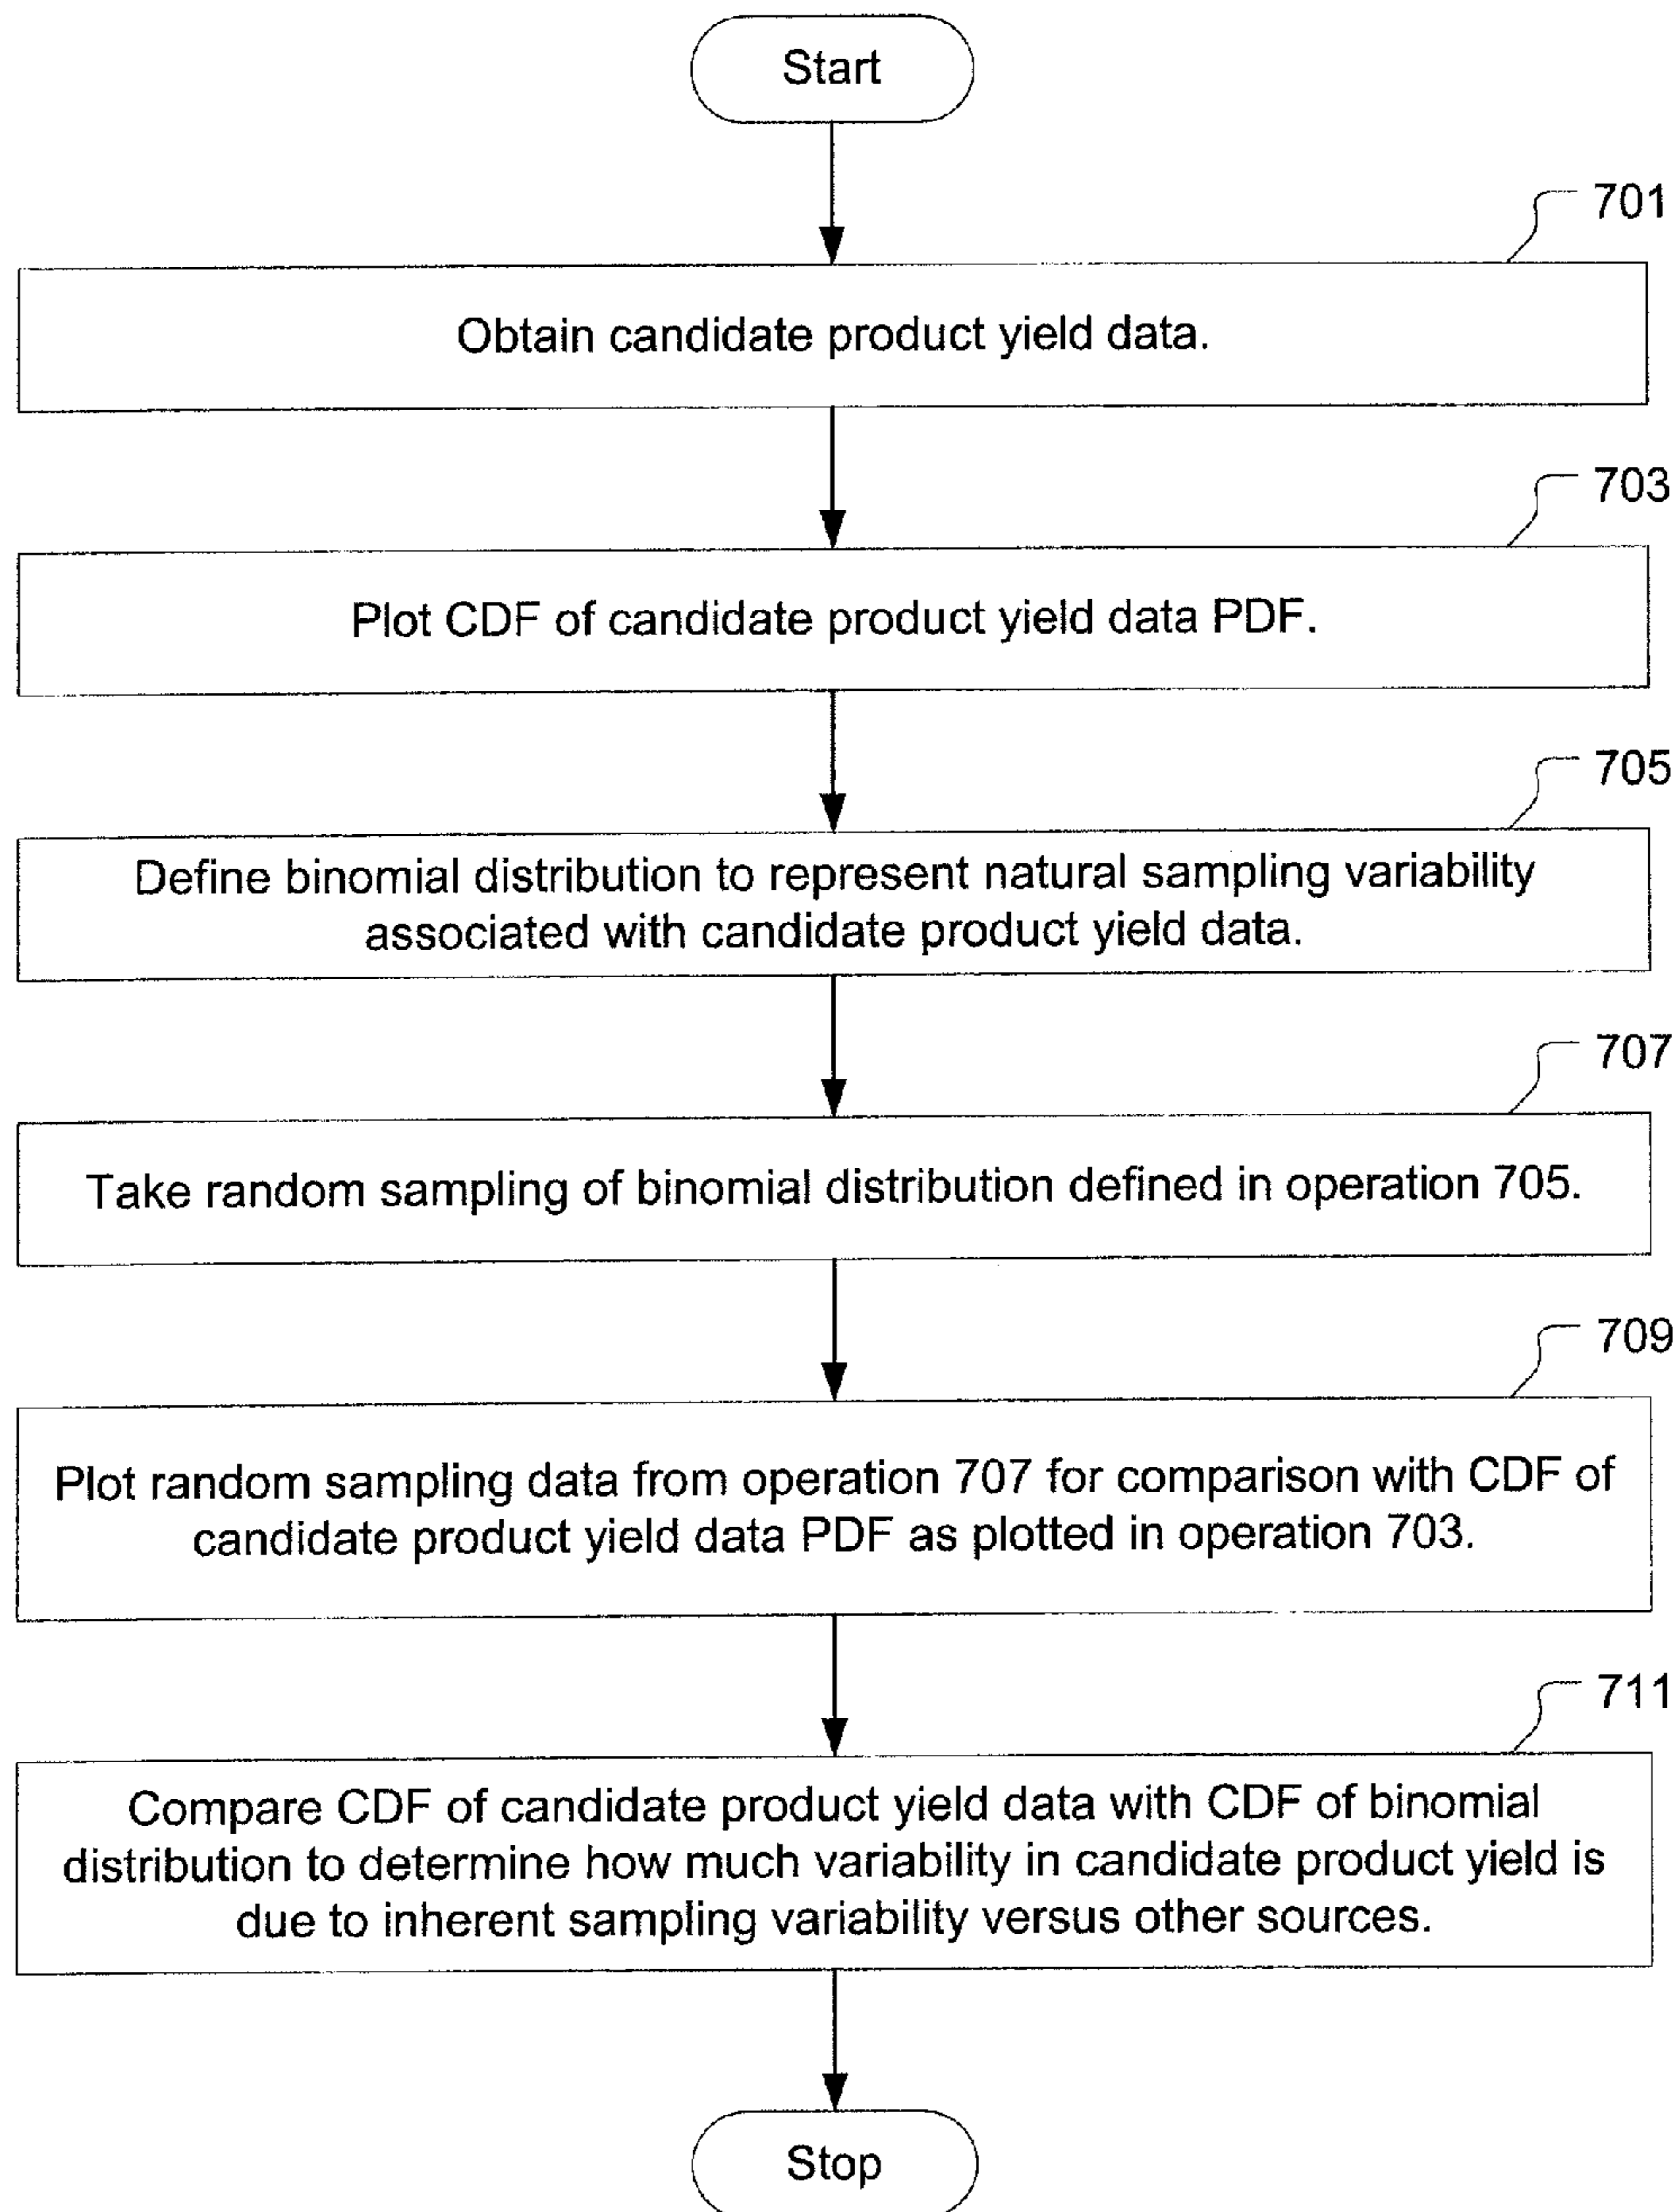 Start
701
Obtain candidate product yield data.
703
Plot CDF of candidate product yield data PDF.
705
Define binomial distribution to represent natural sampling variability
associated with candidate product yield data.
707
Take random sampling of binomial distribution defined in operation 705.
709
Plot random sampling data from operation 707 for comparison with CDF of
candidate product yield data PDF as plotted in operation 703.
711
Compare CDF of candidate product yield data with CDF of binomial
distribution to determine how much variability in candidate product yield is
due to inherent sampling variability versus other sources.
Stop